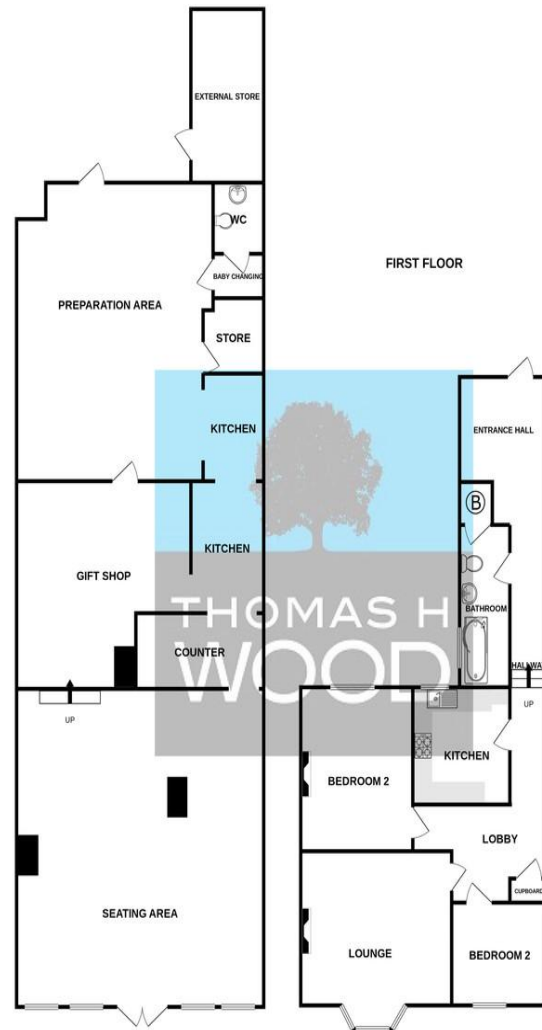 EXTERNAL STORE
WC
BABY CHANGING
PREPARATION AREA
STORE
KITCHEN
KITCHEN
GIFT SHOP
COUNTER
UP
SEATING AREA
THOMAS H
WOOD
FIRST FLOOR
ENTRANCE HALL
B
BATHROOM
HALLWAY
UP
KITCHEN
BEDROOM 2
LOBBY
CUPBOARD
LOUNGE
BEDROOM 2